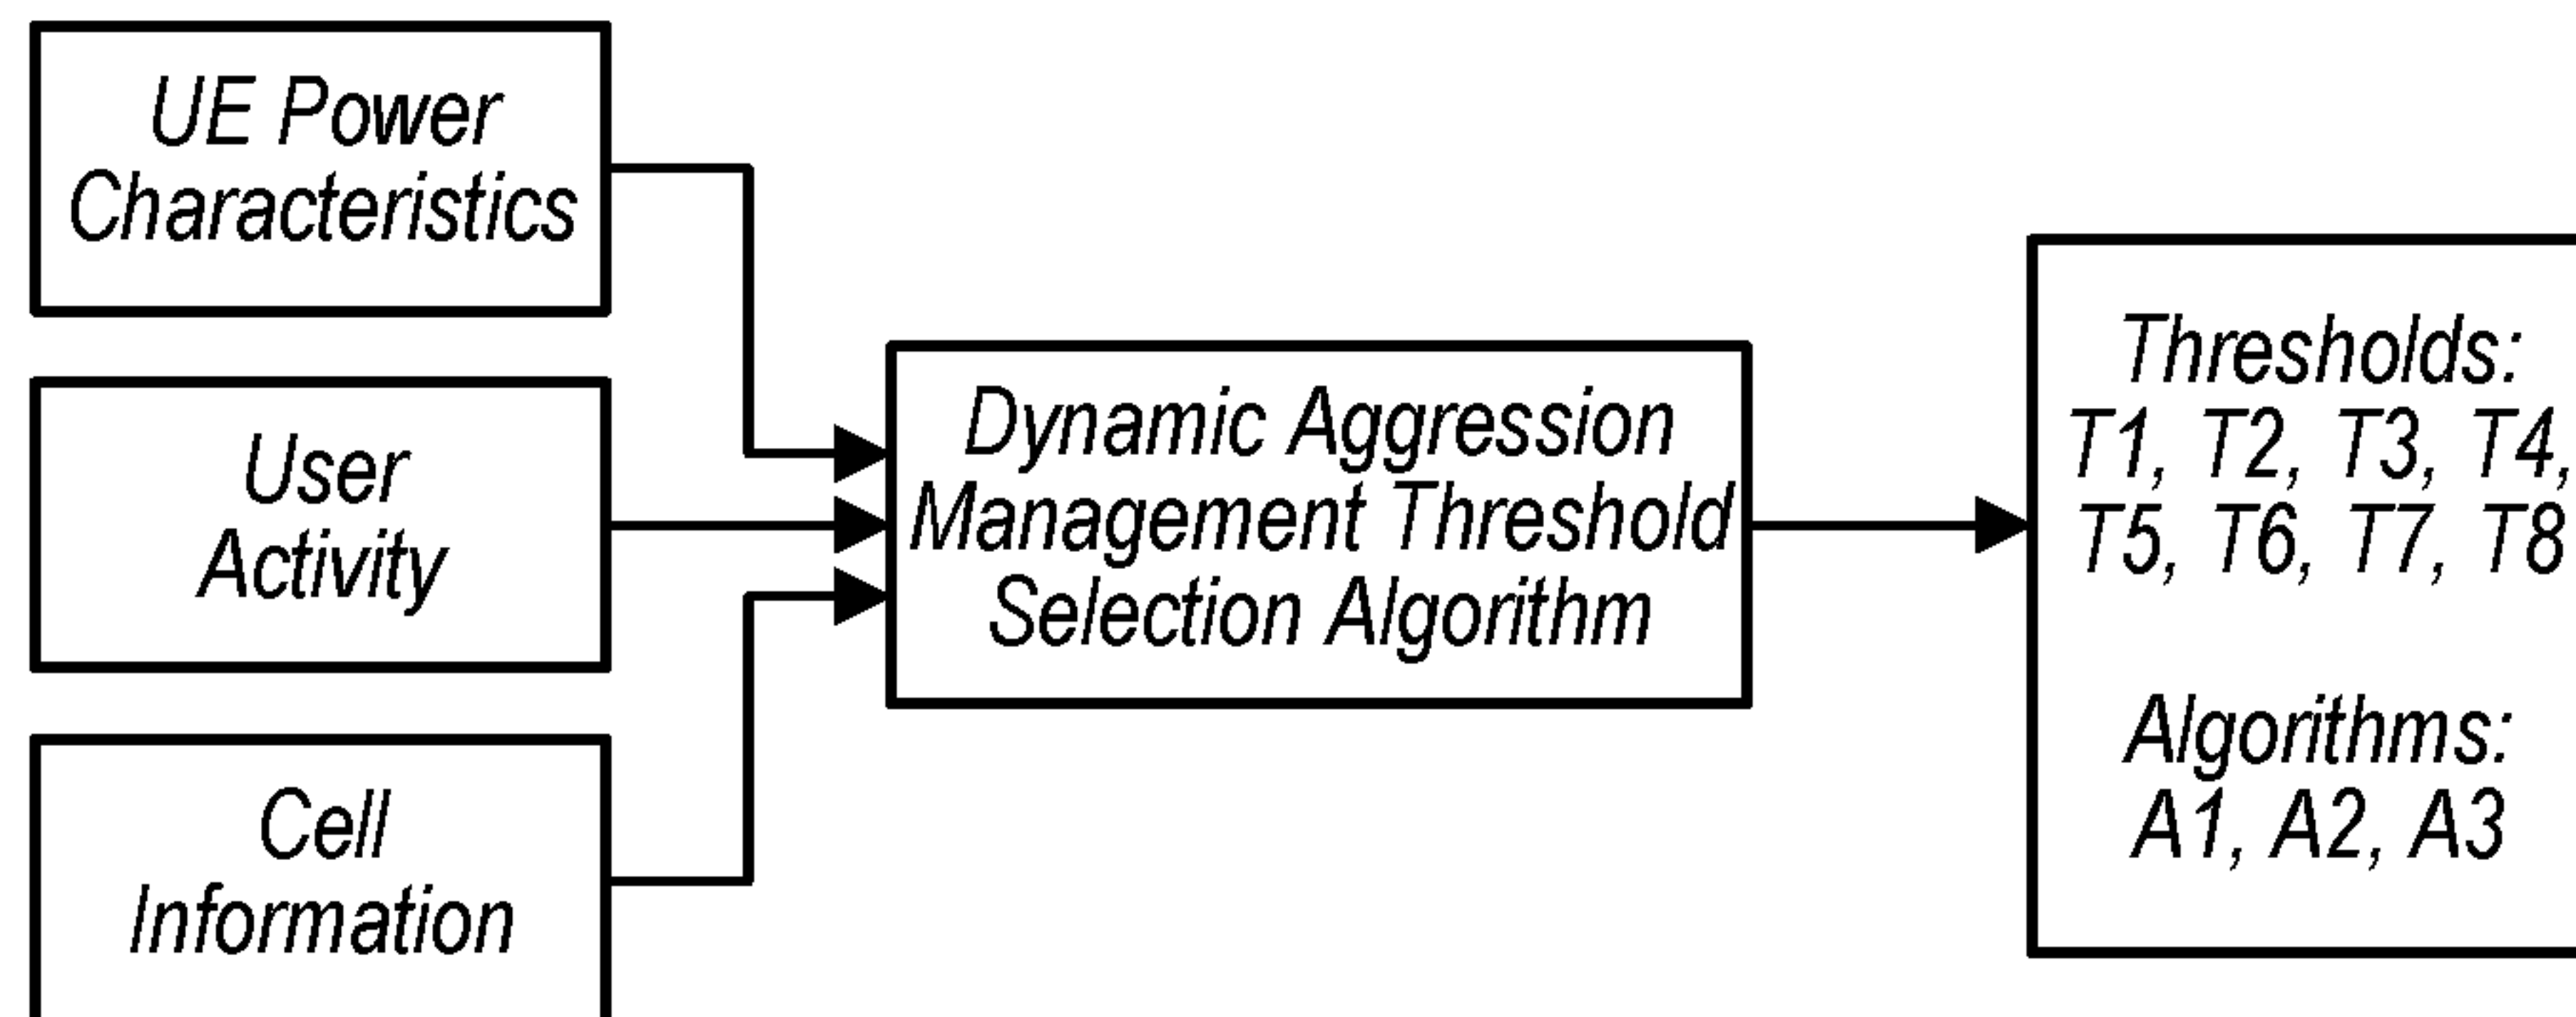 UE Power
Characteristics
User
Activity
Cell
Information
Dynamic Aggression
Management Threshold
Selection Algorithm
Thresholds:
T1, T2, T3, T4,
T5, T6, T7, T8
Algorithms:
A1, A2, A3